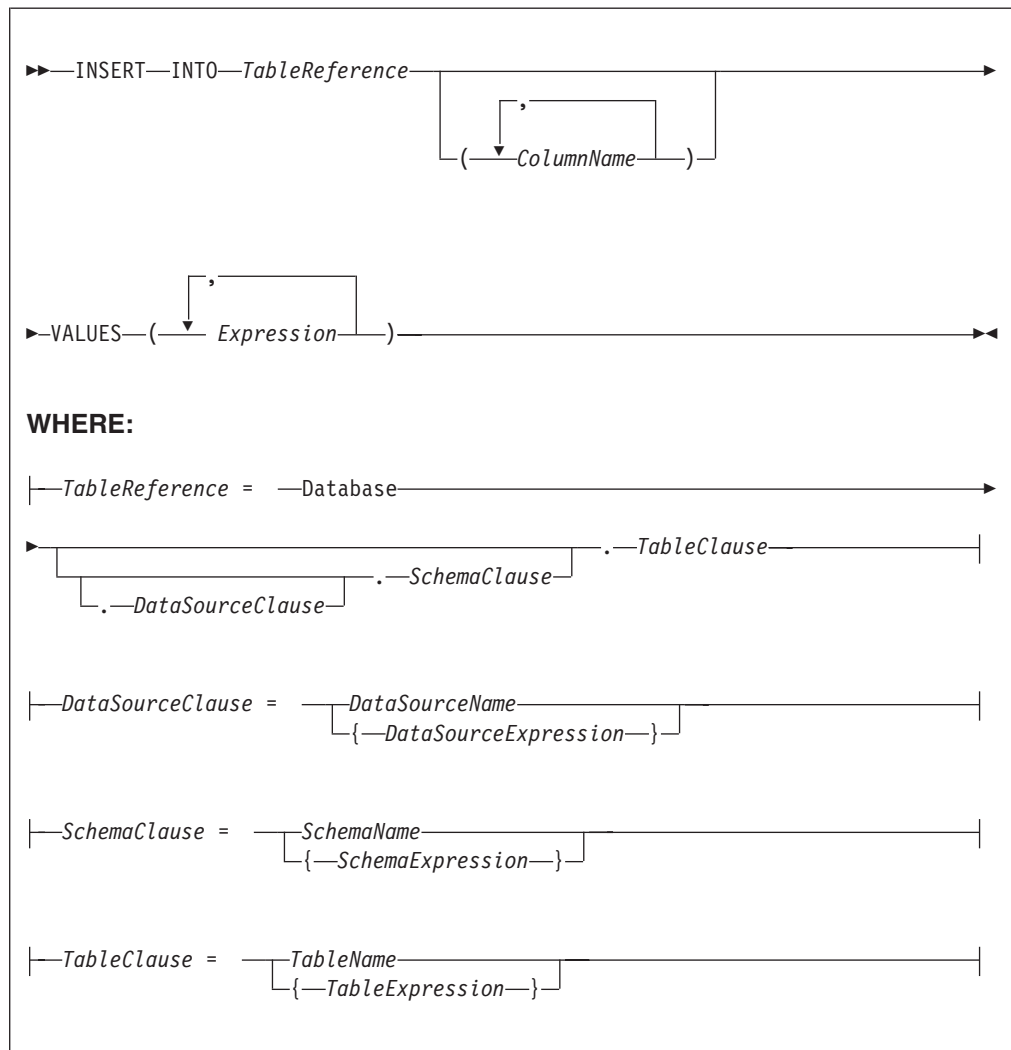 INSERT INTO TableReference
,
( ColumnName )
,
VALUES ( Expression )
WHERE:
TableReference = Database
. TableClause
. SchemaClause
. DataSourceClause
DataSourceClause = DataSourceName
{ DataSourceExpression }
SchemaClause = SchemaName
{ SchemaExpression }
TableClause = TableName
{ TableExpression }